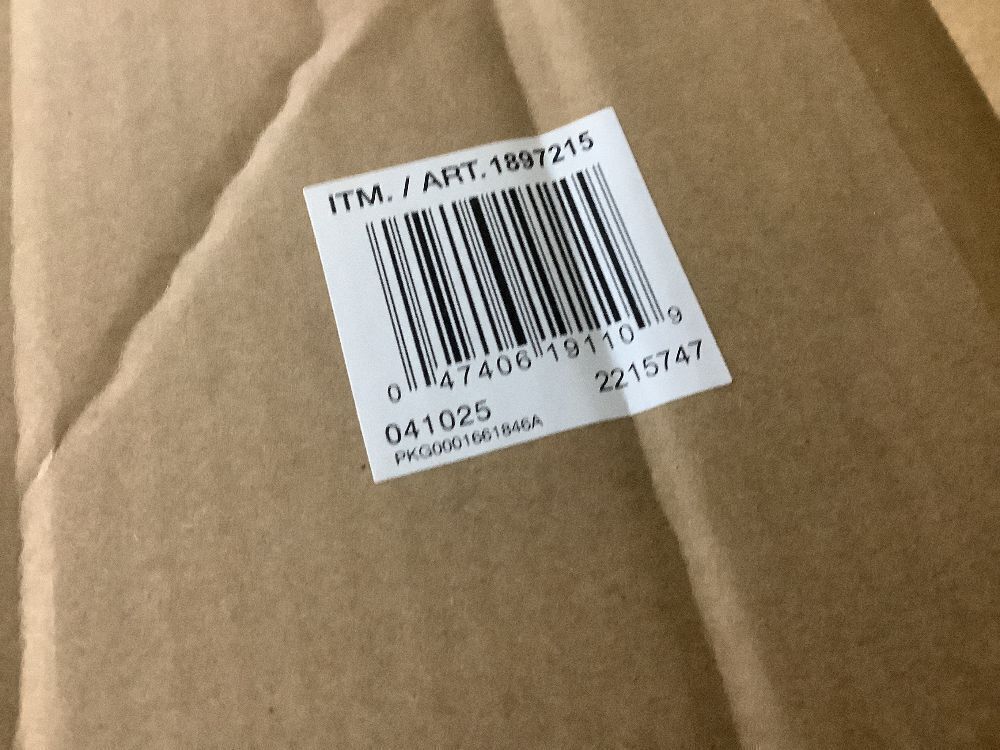 ITM. / ART. 1897215
0 47406 19110 9
2215747
041025
PKG0001661846A